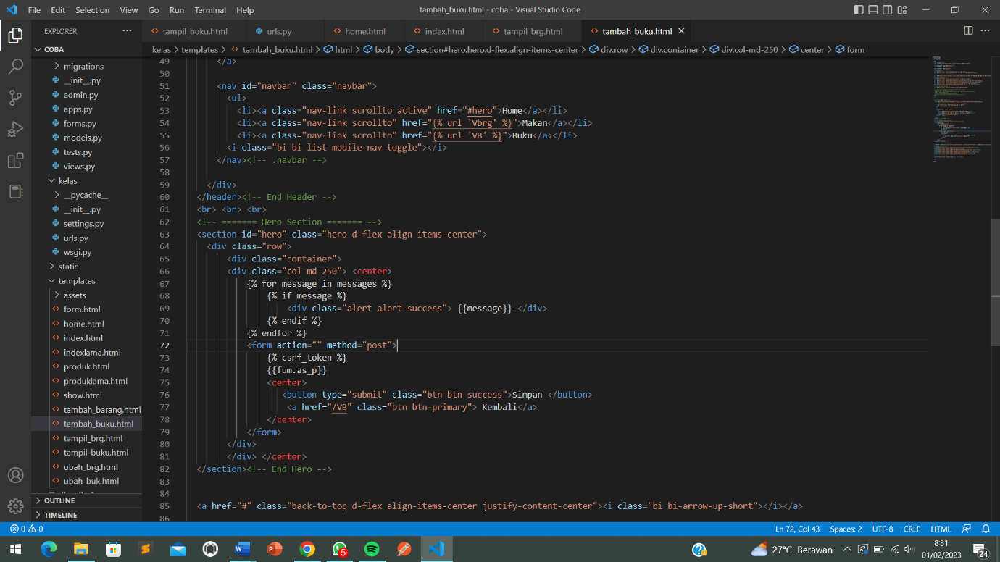 File Edit Selection View Go Run Terminal Help
tambah_buku.html - coba - Visual Studio Code
EXPLORER ···
COBA
migrations
__init__.py
admin.py
apps.py
forms.py
models.py
tests.py
views.py
kelas
__pycache__
__init__.py
settings.py
urls.py
wsgi.py
static
templates
assets
form.html
home.html
index.html
indexlama.html
produk.html
produklama.html
show.html
tambah_barang.html
tambah_buku.html
tampil_brg.html
tampil_buku.html
ubah_brg.html
ubah_buk.html
OUTLINE
TIMELINE
tampil_buku.html urls.py home.html index.html tampil_brg.html tambah_buku.html
kelas > templates > tambah_buku.html > html > body > section#hero.hero.d-flex.align-items-center > div.row > div.container > div.col-md-250 > center > form
49 </a>
50
51 <nav id="navbar" class="navbar">
52 <ul>
53 <li><a class="nav-link scrollto active" href="#hero">Home</a></li>
54 <li><a class="nav-link scrollto" href="{% url 'Vbrg' %}">Makan</a></li>
55 <li><a class="nav-link scrollto" href="{% url 'VB' %}">Buku</a></li>
56 <i class="bi bi-list mobile-nav-toggle"></i>
57 </nav><!-- .navbar -->
58
59 </div>
60 </header><!-- End Header -->
61 <br> <br> <br>
62 <!-- ======= Hero Section ======= -->
63 <section id="hero" class="hero d-flex align-items-center">
64 <div class="row">
65 <div class="container">
66 <div class="col-md-250"> <center>
67 {% for message in messages %}
68 {% if message %}
69 <div class="alert alert-success"> {{message}} </div>
70 {% endif %}
71 {% endfor %}
72 <form action="" method="post">
73 {% csrf_token %}
74 {{fum.as_p}}
75 <center>
76 <button type="submit" class="btn btn-success">Simpan </button>
77 <a href="/VB" class="btn btn-primary"> Kembali</a>
78 </center>
79 </form>
80 </div>
81 </div> </center>
82 </section><!-- End Hero -->
83
84
85 <a href="#" class="back-to-top d-flex align-items-center justify-content-center"><i class="bi bi-arrow-up-short"></i></a>
86
0 0
Ln 72, Col 43 Spaces: 2 UTF-8 CRLF HTML
5
27°C Berawan
8:31
01/02/2023
24